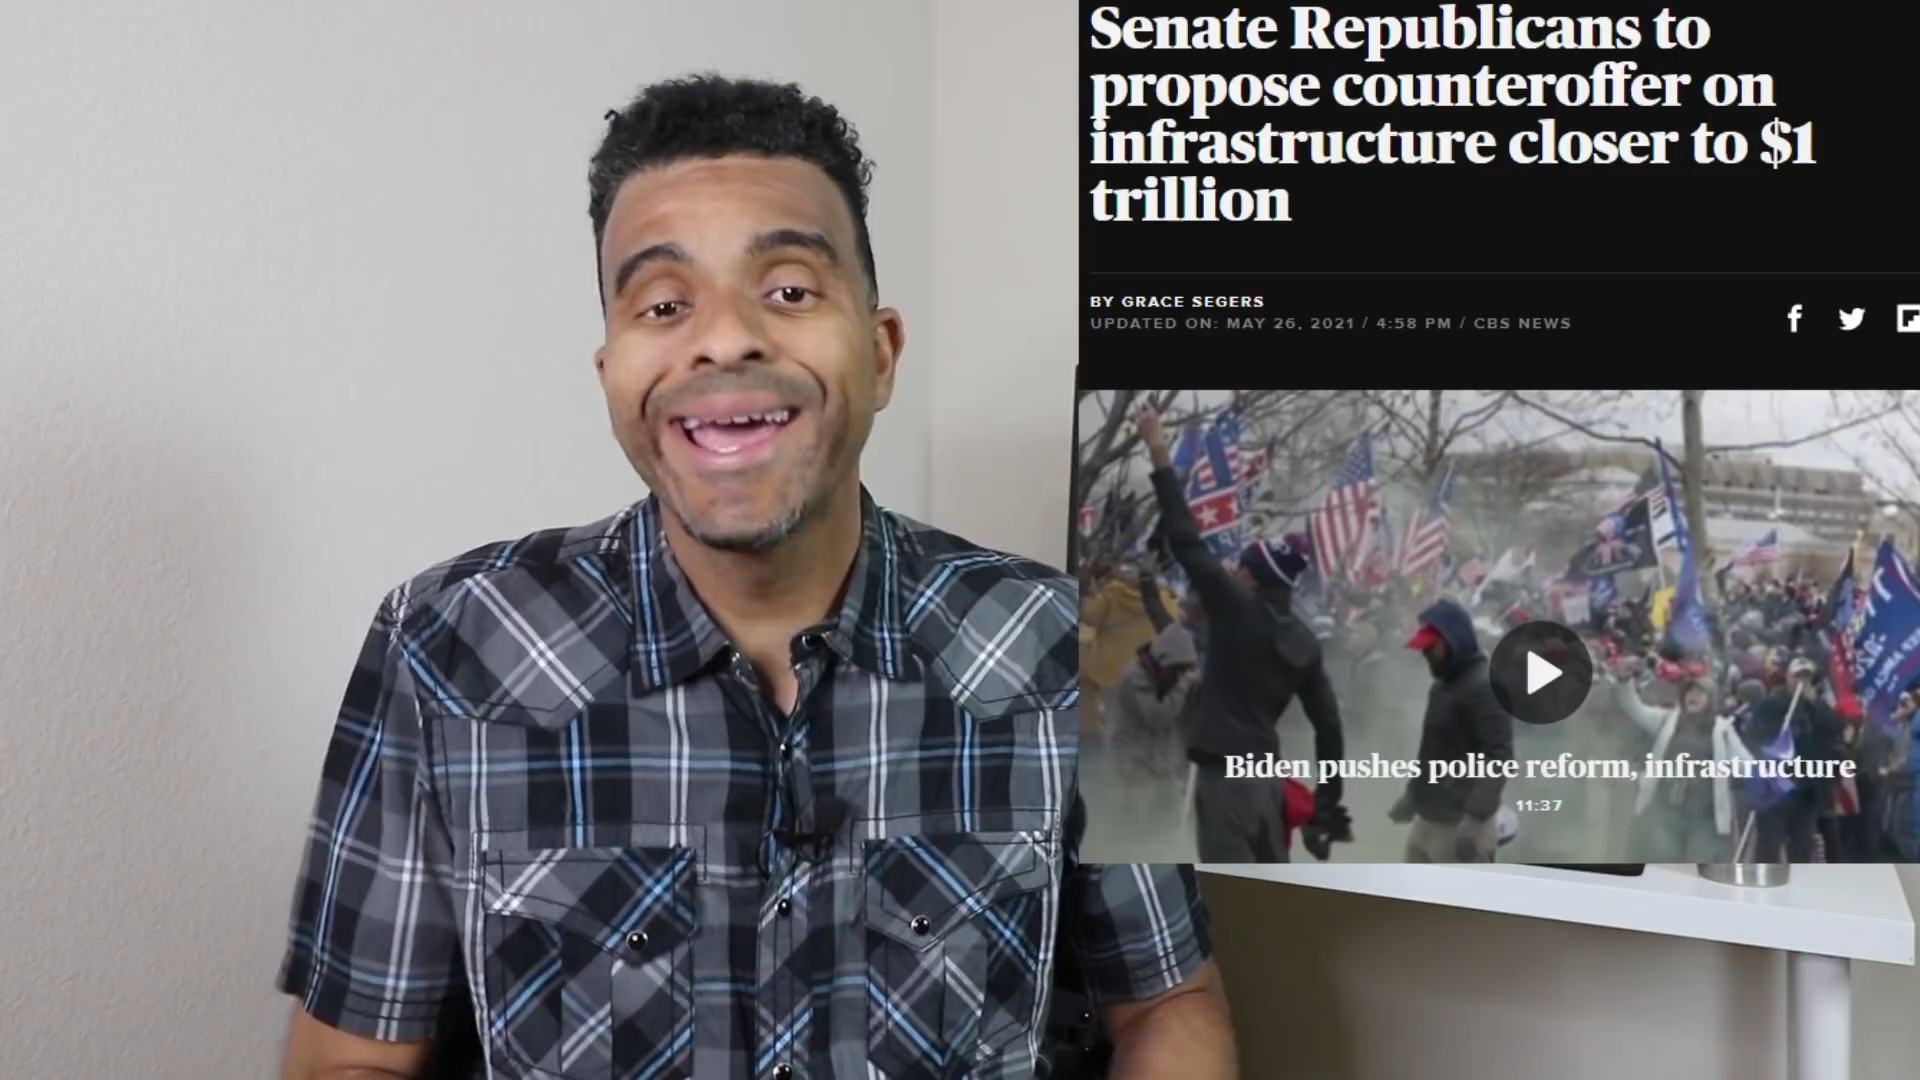 Senate Republicans to
propose counteroffer on
infrastructure closer to $1
trillion
BY GRACE SEGERS
UPDATED ON: MAY 26, 2021 / 4:58 PM / CBS NEWS
Biden pushes police reform, infrastructure
11:37